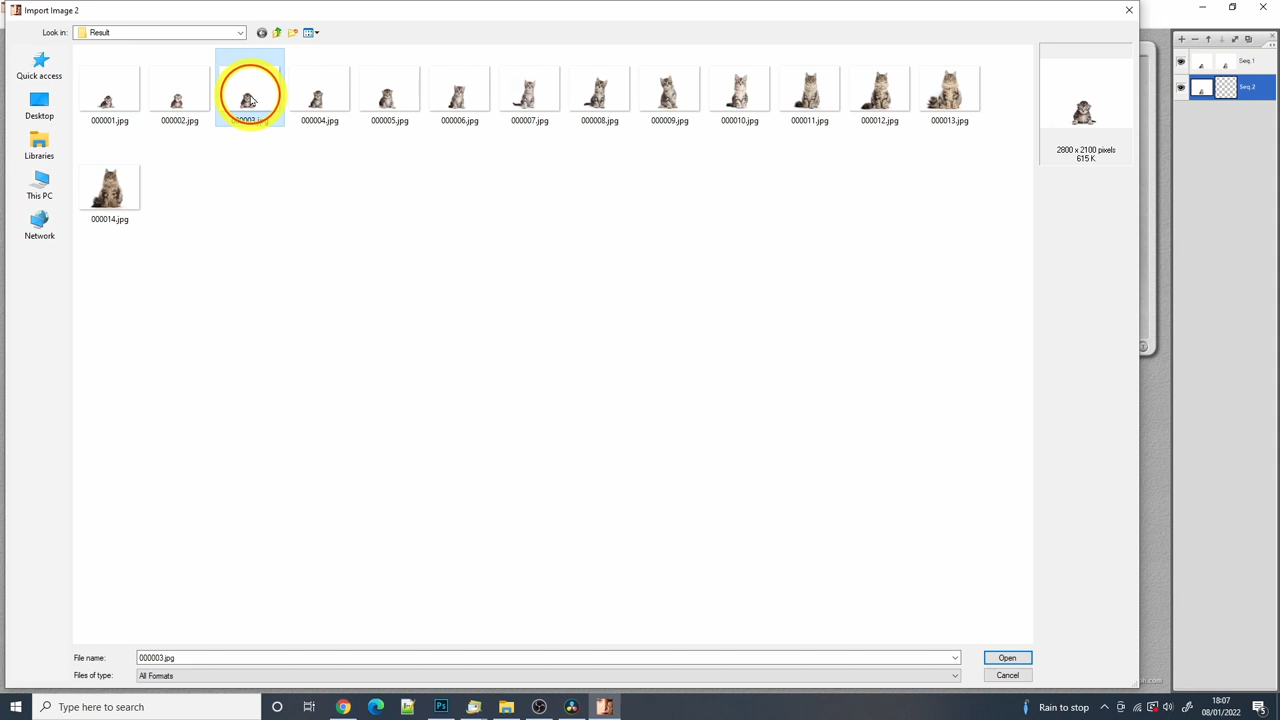 Import Image 2
Look in:
Result
Seq.1
Seq.2
Quick access
Desktop
Libraries
This PC
Network
000001.jpg
000002.jpg
000003.jpg
000004.jpg
000005.jpg
000006.jpg
000007.jpg
000008.jpg
000009.jpg
000010.jpg
000011.jpg
000012.jpg
000013.jpg
000014.jpg
2800 x 2100 pixels
615 K
File name:
000003.jpg
Open
Files of type:
All Formats
Cancel
Type here to search
Ps
Rain to stop
18:07
08/01/2022